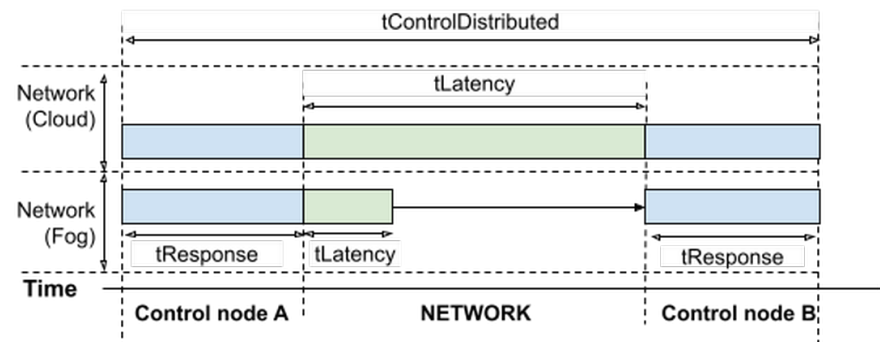 tControlDistributed
tLatency
Network
(Cloud)
Network
(Fog)
tResponse
tLatency
tResponse
Time
Control node A
NETWORK
Control node B